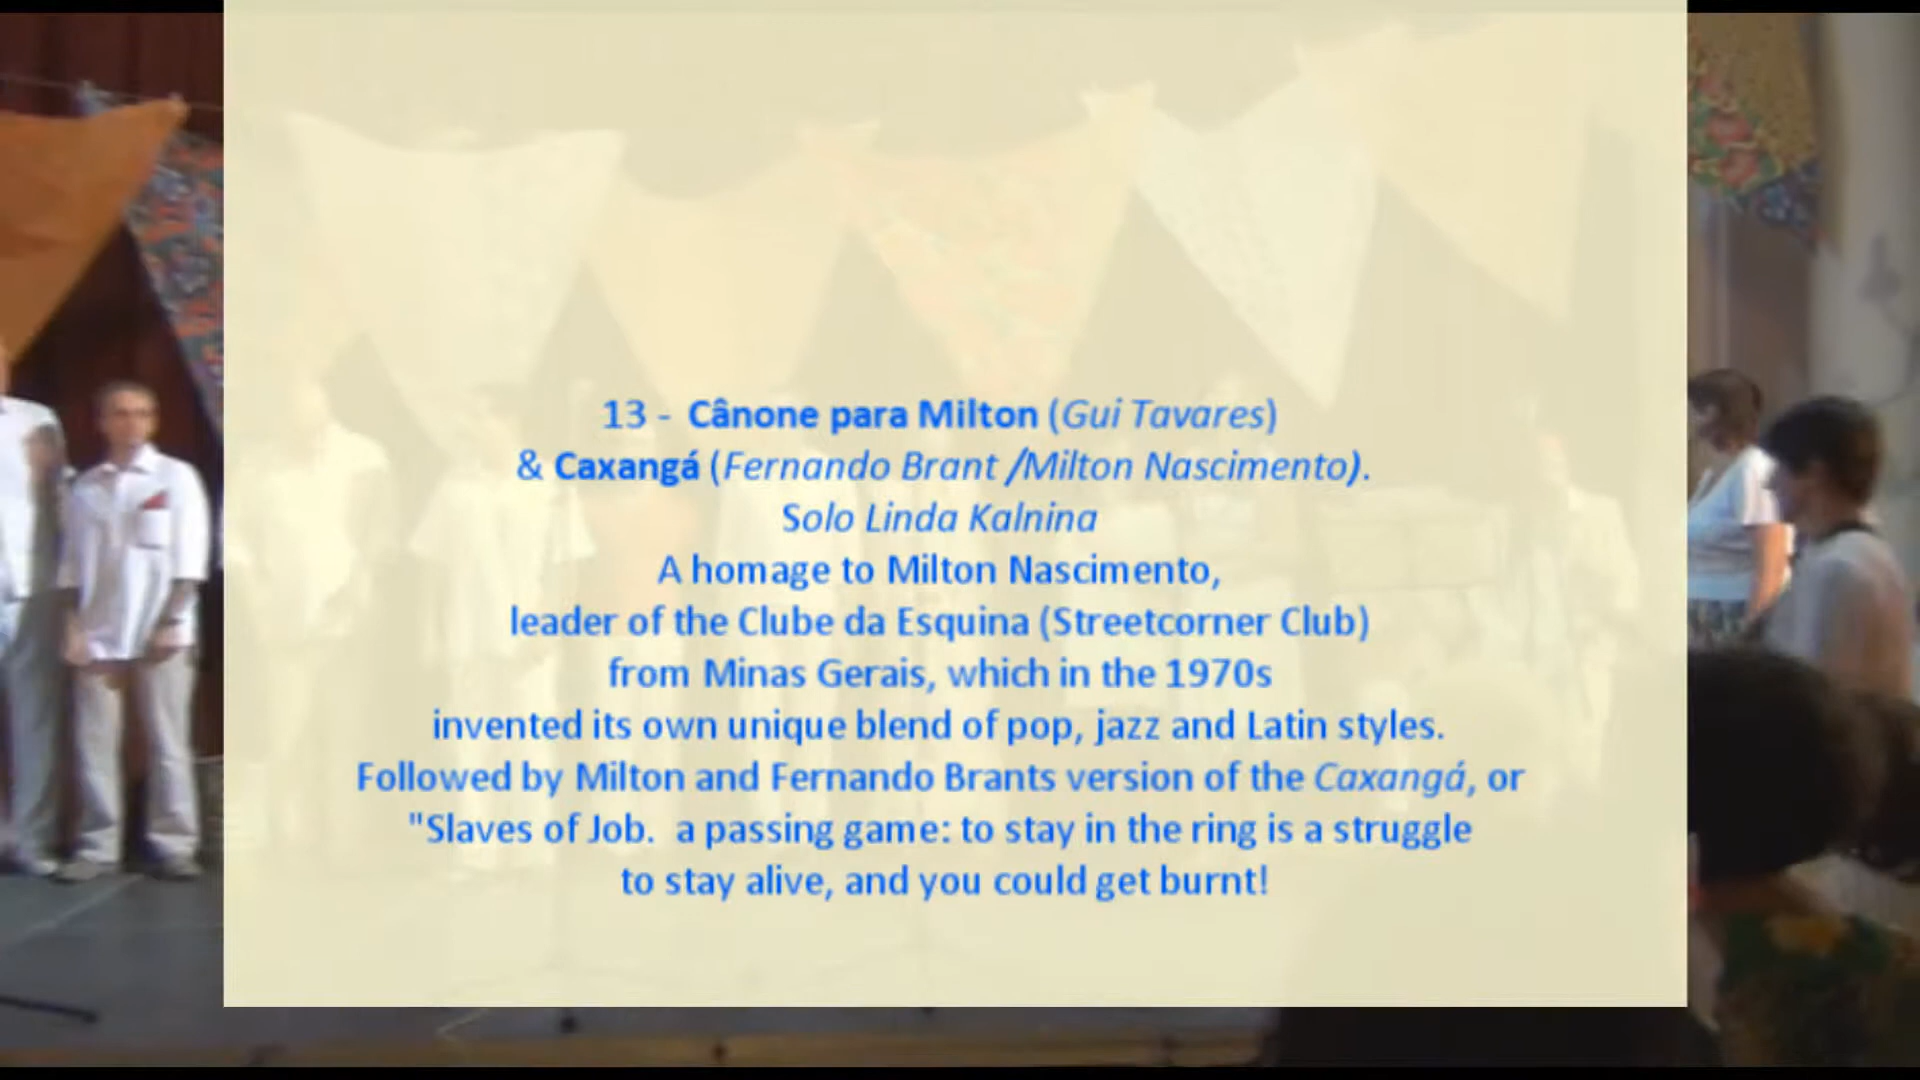 13 - Cânone para Milton (Gui Tavares)
& Caxangá (Fernando Brant /Milton Nascimento).
Solo Linda Kalnina
A homage to Milton Nascimento,
leader of the Clube da Esquina (Streetcorner Club)
from Minas Gerais, which in the 1970s
invented its own unique blend of pop, jazz and Latin styles.
Followed by Milton and Fernando Brants version of the Caxangá, or
"Slaves of Job.  a passing game: to stay in the ring is a struggle
to stay alive, and you could get burnt!